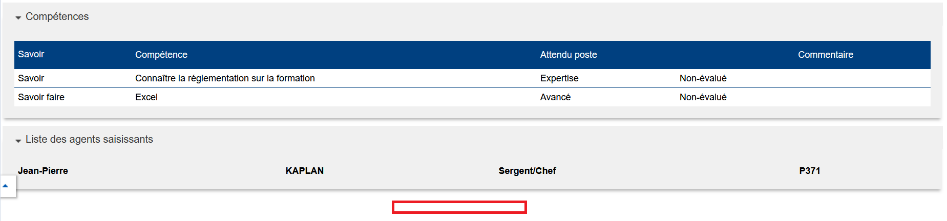 Compétences
Savoir Compétence Attendu poste Commentaire
Savoir Connaître la règlementation sur la formation Expertise Non-évalué
Savoir faire Excel Avancé Non-évalué
Liste des agents saisissants
Jean-Pierre KAPLAN Sergent/Chef P371